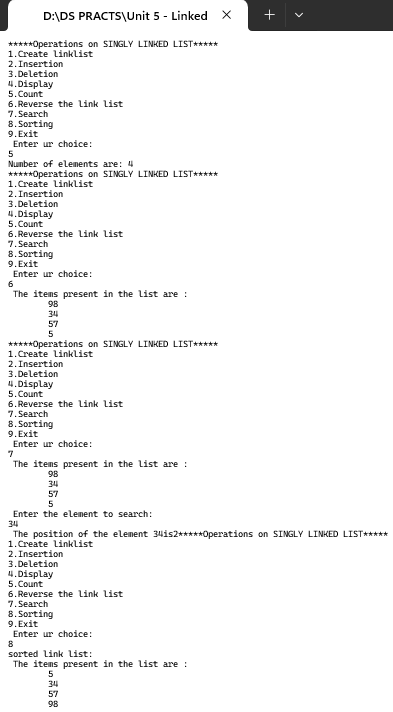 D:\DS PRACTS\Unit 5 - Linked
*****Operations on SINGLY LINKED LIST*****
1.Create linklist
2.Insertion
3.Deletion
4.Display
5.Count
6.Reverse the link list
7.Search
8.Sorting
9.Exit
Enter ur choice:
5
Number of elements are: 4
*****Operations on SINGLY LINKED LIST*****
1.Create linklist
2.Insertion
3.Deletion
4.Display
5.Count
6.Reverse the link list
7.Search
8.Sorting
9.Exit
Enter ur choice:
6
The items present in the list are :
98
34
57
5
*****Operations on SINGLY LINKED LIST*****
1.Create linklist
2.Insertion
3.Deletion
4.Display
5.Count
6.Reverse the link list
7.Search
8.Sorting
9.Exit
Enter ur choice:
7
The items present in the list are :
98
34
57
5
Enter the element to search:
34
The position of the element 34is2*****Operations on SINGLY LINKED LIST*****
1.Create linklist
2.Insertion
3.Deletion
4.Display
5.Count
6.Reverse the link list
7.Search
8.Sorting
9.Exit
Enter ur choice:
8
sorted link list:
The items present in the list are :
5
34
57
98